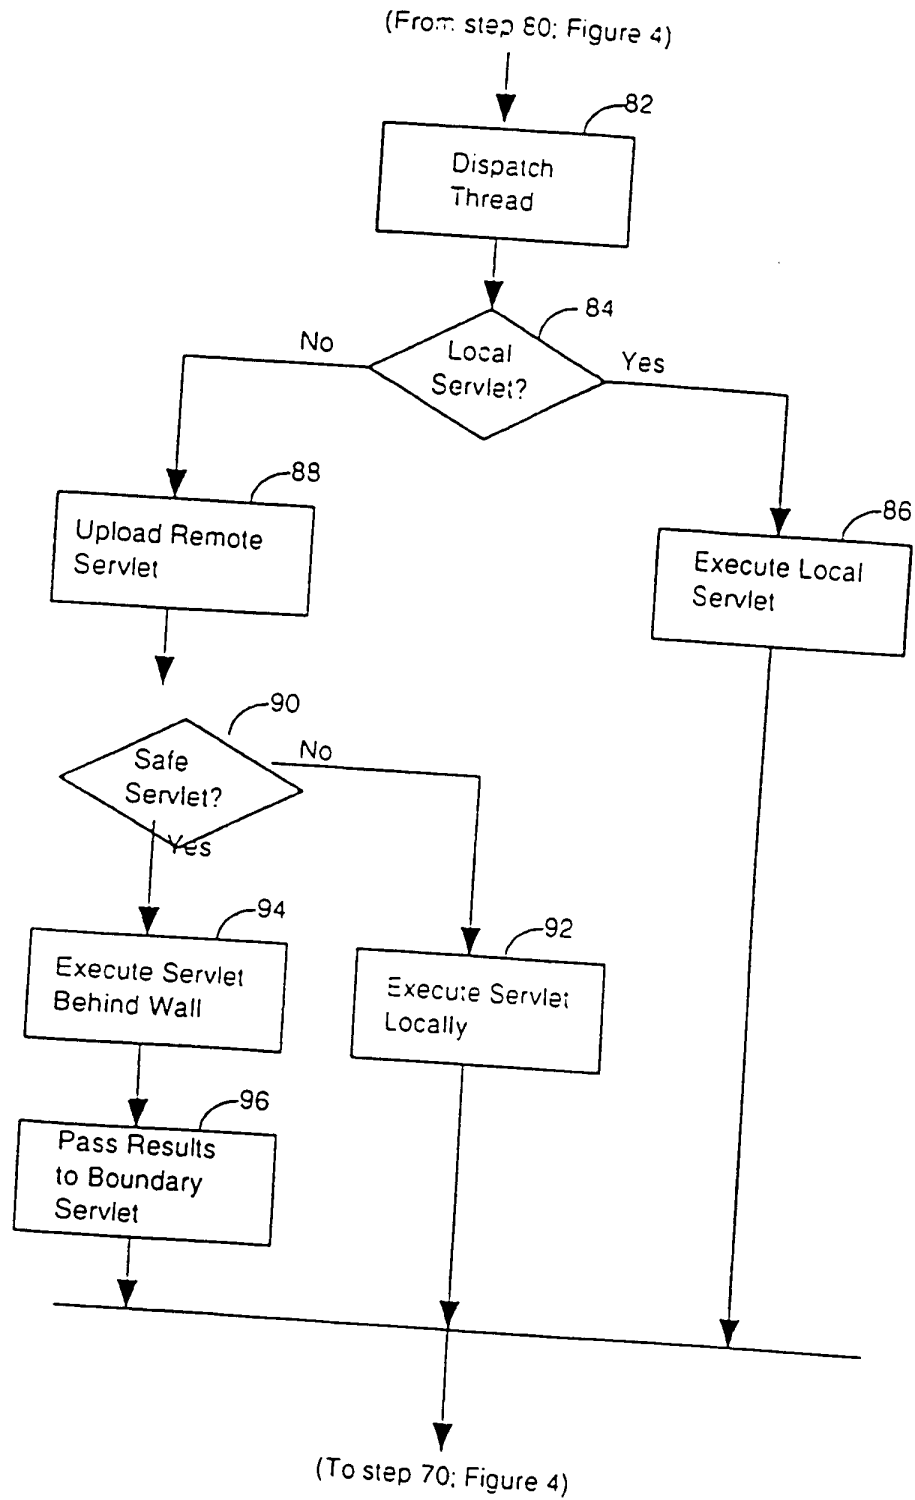 (From step 80; Figure 4)
82
Dispatch
Thread
84
No
Local
Servlet?
Yes
88
Upload Remote
Servlet
86
Execute Local
Servlet
90
Safe
Servlet?
No
Yes
94
Execute Servlet
Behind Wall
92
Execute Servlet
Locally
96
Pass Results
to Boundary
Servlet
(To step 70; Figure 4)